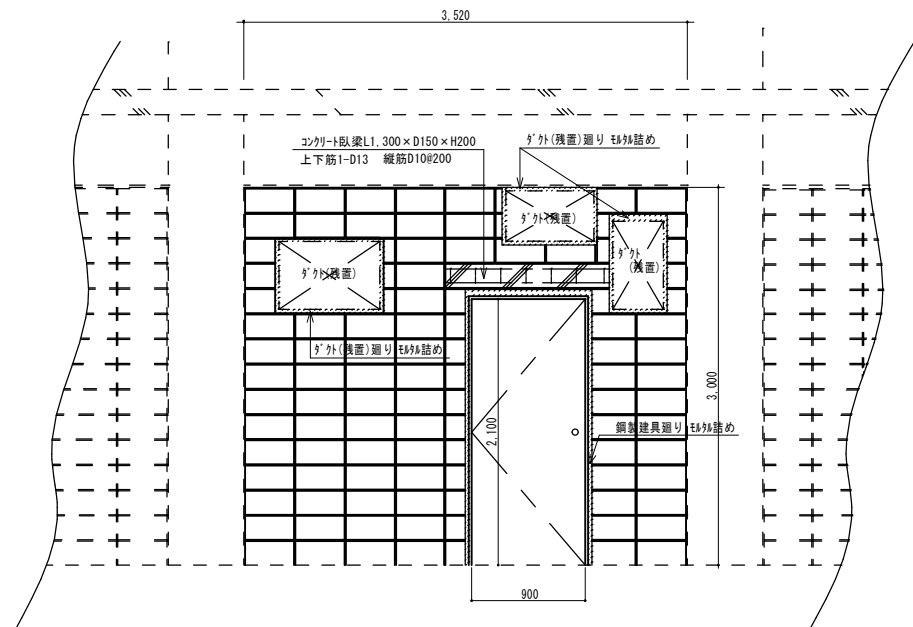 3,520
コンクリート臥梁L1,300×D150×H200
上下筋1-D13 縦筋D10@200
ダクト(残置)廻り モルタル詰め
ダクト(残置)
ダクト
(残置)
ダクト(残置)
ダクト(残置)廻り モルタル詰め
3,000
2,100
鋼製建具廻り モルタル詰め
900